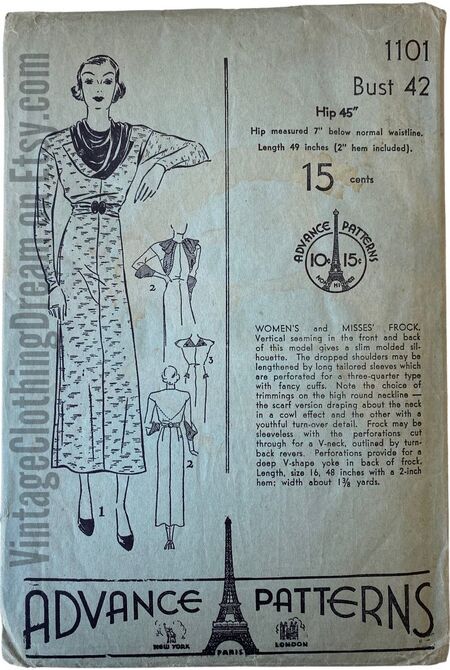 1101
Bust 42
Hip 45"
Hip measured 7" below normal waistline.
Length 49 inches (2" hem included).
15 cents
ADVANCE PATTERNS
10¢ 15¢
WOMEN'S and MISSES' FROCK.
Vertical seaming in the front and back
of this model gives a slim molded sil-
houette. The dropped shoulders may be
lengthened by long tailored sleeves which
are perforated for a three-quarter type
with fancy cuffs. Note the choice of
trimmings on the high round neckline —
the scarf version draping about the neck
in a cowl effect and the other with a
youthful turn-over detail. Frock may be
sleeveless with the perforations cut
through for a V-neck, outlined by turn-
back revers. Perforations provide for a
deep V-shape yoke in back of frock.
Length, size 16, 48 inches with a 2-inch
hem; width about 1⅜ yards.
2
3
2
1
VintageClothingDream on Etsy.com
ADVANCE PATTERNS
NEW YORK
PARIS
LONDON